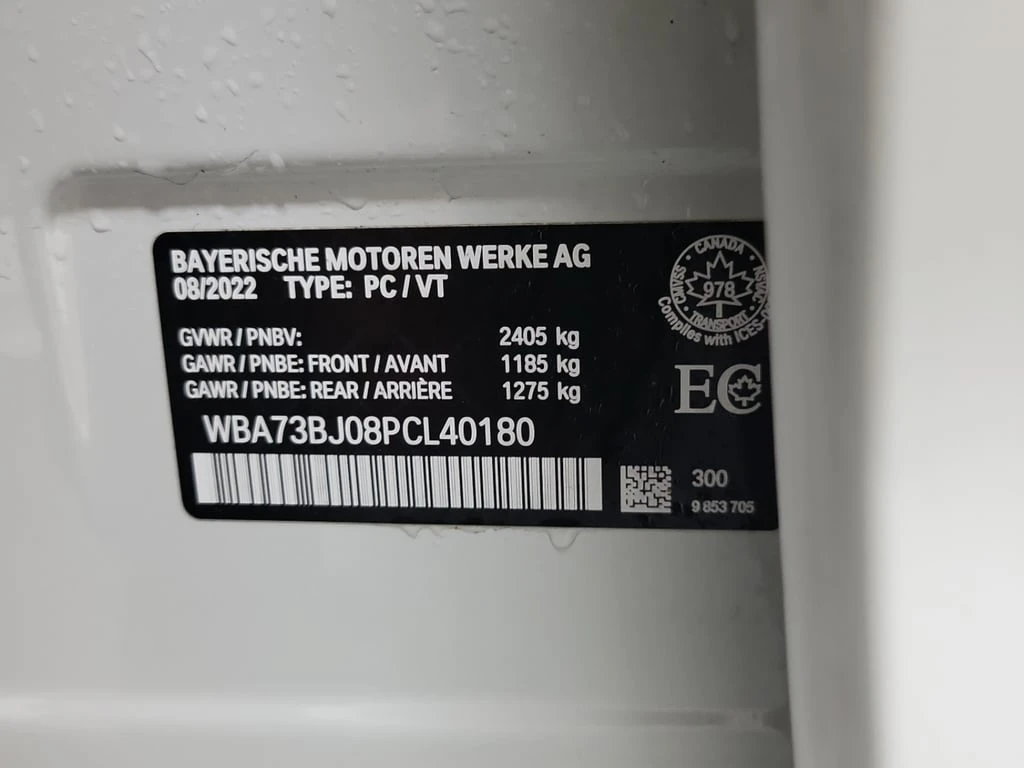 BAYERISCHE MOTOREN WERKE AG
08/2022 TYPE: PC / VT
GVWR / PNBV: 2405 kg
GAWR / PNBE: FRONT / AVANT 1185 kg
GAWR / PNBE: REAR / ARRIÈRE 1275 kg
WBA73BJ08PCL40180
CANADA
978
TRANSPORT
Complies with
EC
300
9 853 705